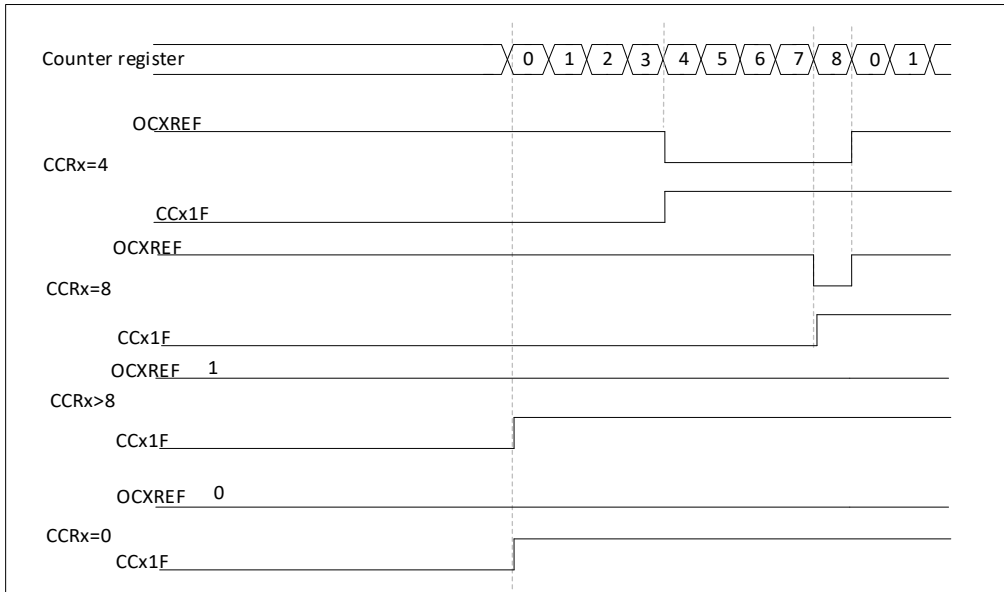 Counter register 0 1 2 3 4 5 6 7 8 0 1
OCXREF
CCRx=4
CCx1F
OCXREF
CCRx=8
CCx1F
OCXREF 1
CCRx>8
CCx1F
OCXREF 0
CCRx=0
CCx1F